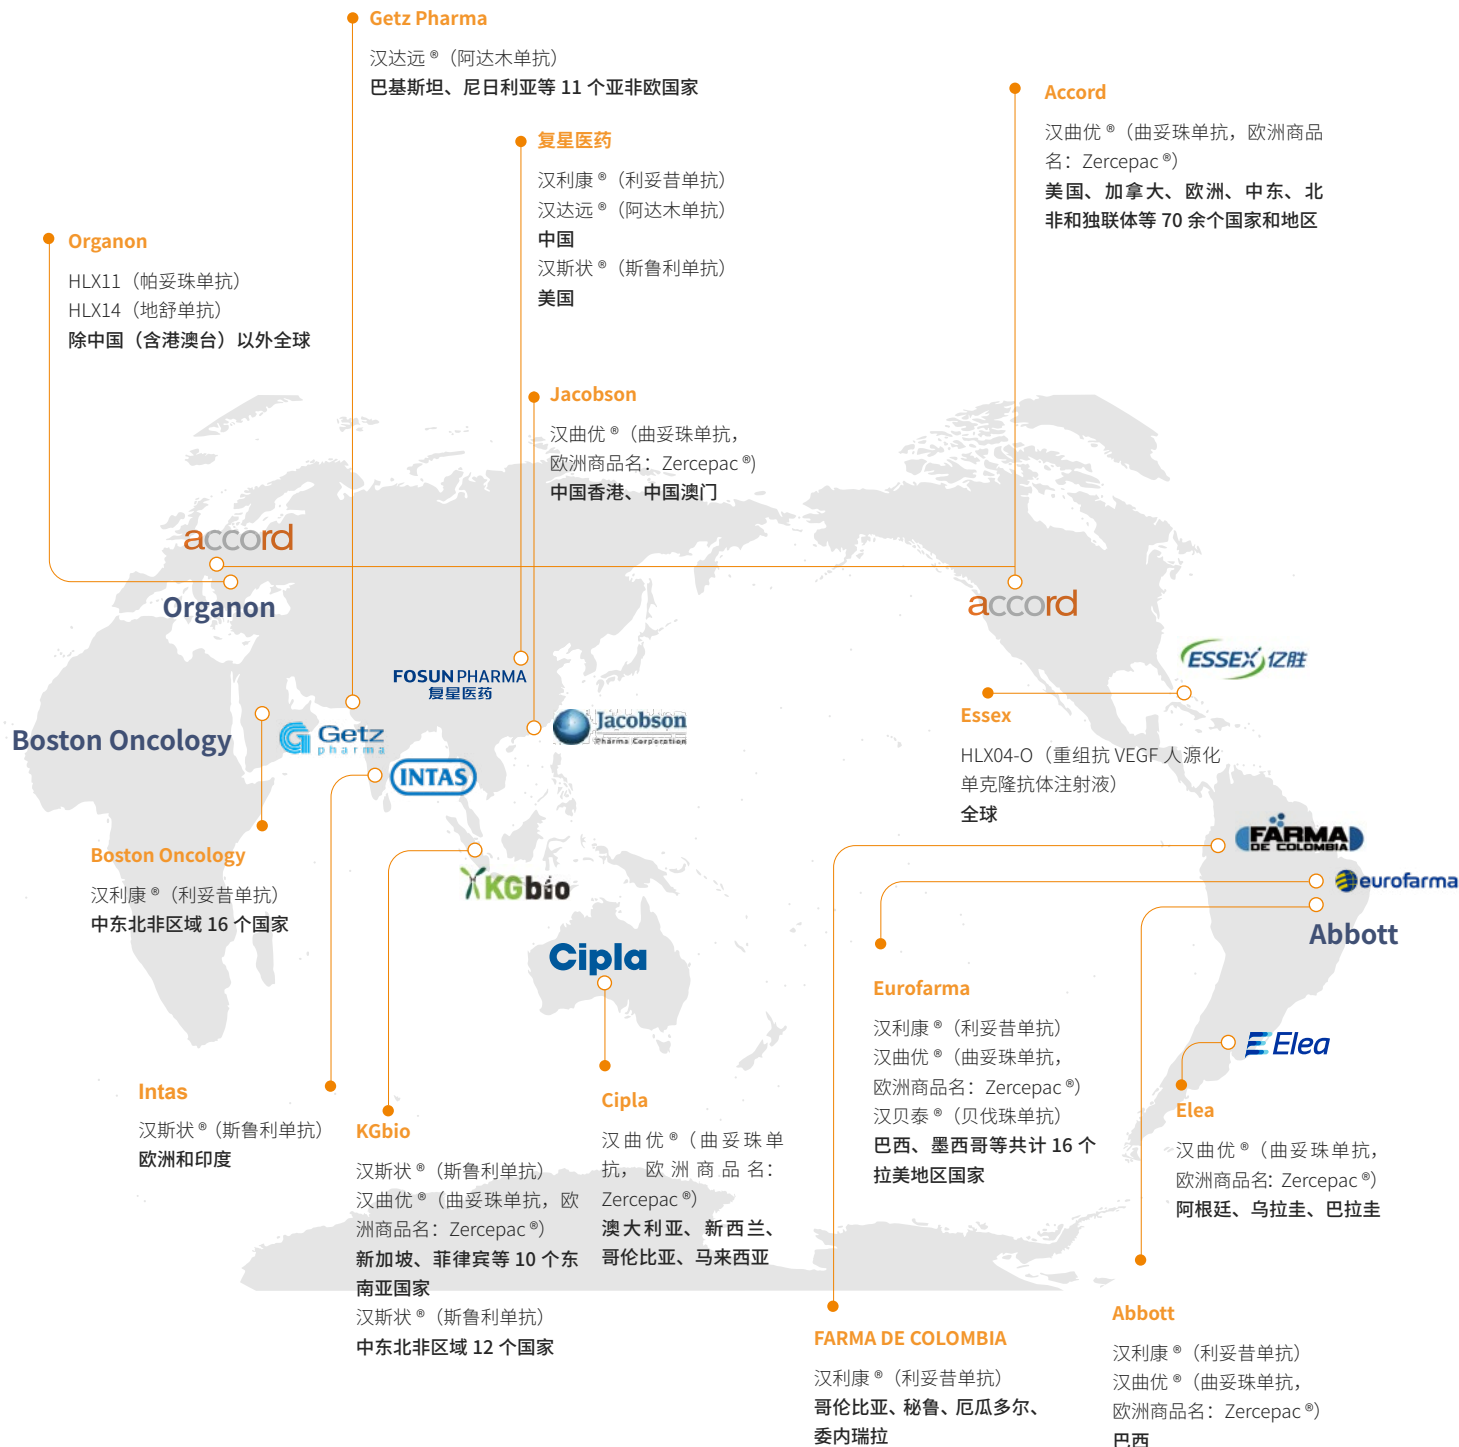 Getz Pharma
汉达远®（阿达木单抗）
巴基斯坦、尼日利亚等 11 个亚非欧国家
Accord
汉曲优®（曲妥珠单抗，欧洲商品
名：Zercepac®）
美国、加拿大、欧洲、中东、北
非和独联体等 70 余个国家和地区
复星医药
汉利康®（利妥昔单抗）
汉达远®（阿达木单抗）
中国
汉斯状®（斯鲁利单抗）
美国
Organon
HLX11（帕妥珠单抗）
HLX14（地舒单抗）
除中国（含港澳台）以外全球
Jacobson
汉曲优®（曲妥珠单抗，
欧洲商品名：Zercepac®)
中国香港、中国澳门
accord
Organon
accord
FOSUN PHARMA
复星医药
ESSEX 亿胜
Boston Oncology
Getz
pharma
Jacobson
Pharma Corporation
INTAS
Essex
HLX04-O（重组抗 VEGF 人源化
单克隆抗体注射液）
全球
Boston Oncology
汉利康®（利妥昔单抗）
中东北非区域 16 个国家
KGbio
FARMA
DE COLOMBIA
eurofarma
Abbott
Cipla
Eurofarma
汉利康®（利妥昔单抗）
汉曲优®（曲妥珠单抗，
欧洲商品名：Zercepac®）
汉贝泰®（贝伐珠单抗）
巴西、墨西哥等共计 16 个
拉美地区国家
Elea
Elea
汉曲优®（曲妥珠单抗，
欧洲商品名：Zercepac®）
阿根廷、乌拉圭、巴拉圭
Intas
汉斯状®（斯鲁利单抗）
欧洲和印度
KGbio
汉斯状®（斯鲁利单抗）
汉曲优®（曲妥珠单抗，欧
洲商品名：Zercepac®）
新加坡、菲律宾等 10 个东
南亚国家
汉斯状®（斯鲁利单抗）
中东北非区域 12 个国家
Cipla
汉曲优®（曲妥珠单
抗，欧洲商品名：
Zercepac®）
澳大利亚、新西兰、
哥伦比亚、马来西亚
FARMA DE COLOMBIA
汉利康®（利妥昔单抗）
哥伦比亚、秘鲁、厄瓜多尔、
委内瑞拉
Abbott
汉利康®（利妥昔单抗）
汉曲优®（曲妥珠单抗，
欧洲商品名：Zercepac®）
巴西